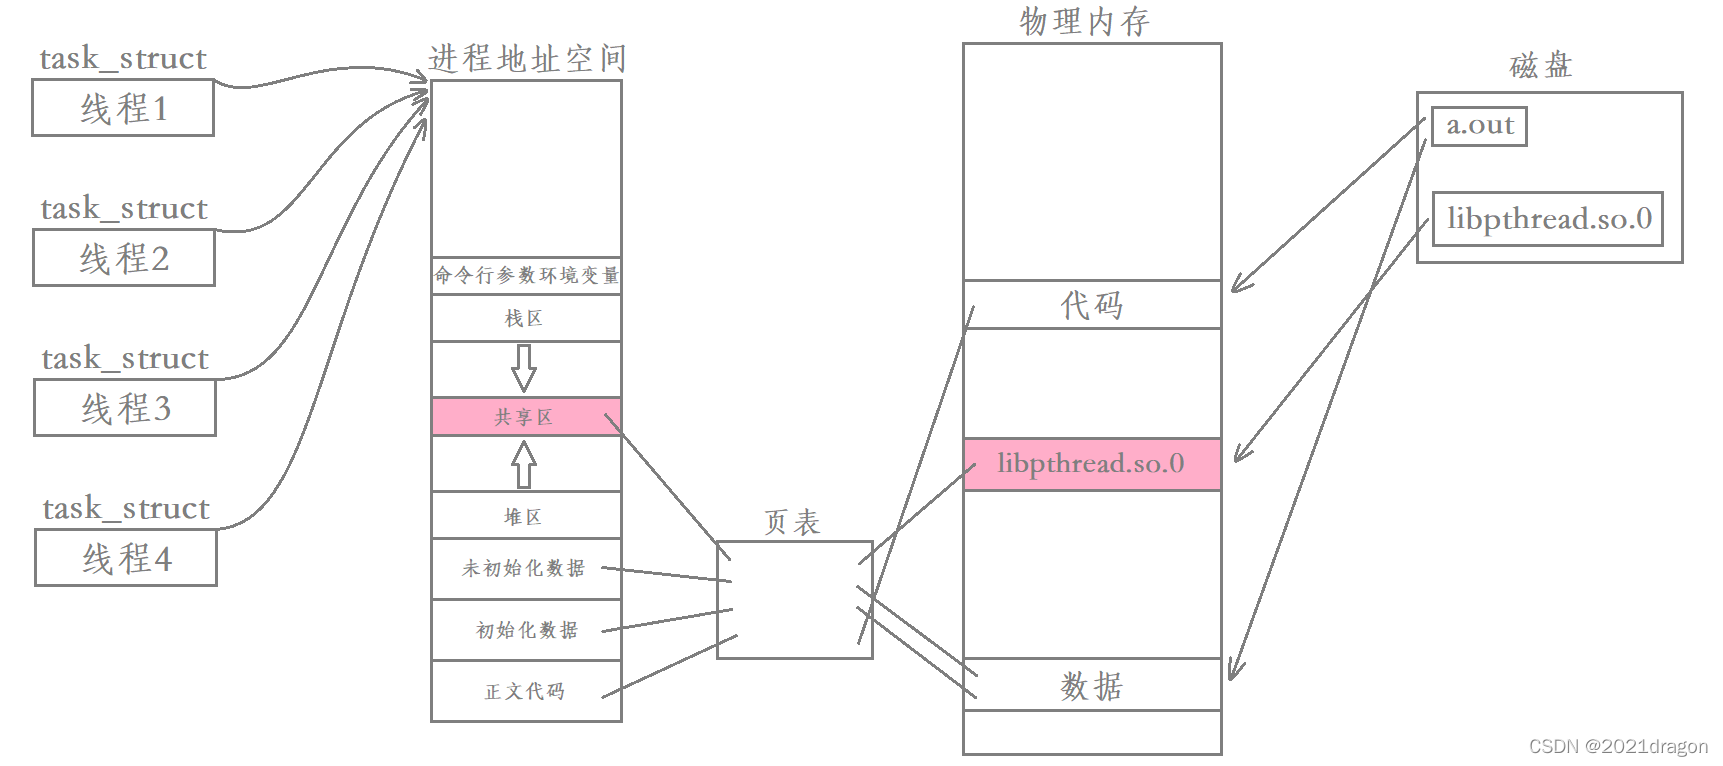 task_struct
线程1
task_struct
线程2
task_struct
线程3
task_struct
线程4
进程地址空间
命令行参数环境变量
栈区
共享区
堆区
未初始化数据
初始化数据
正文代码
页表
物理内存
代码
libpthread.so.0
数据
磁盘
a.out
libpthread.so.0
CSDN @2021dragon